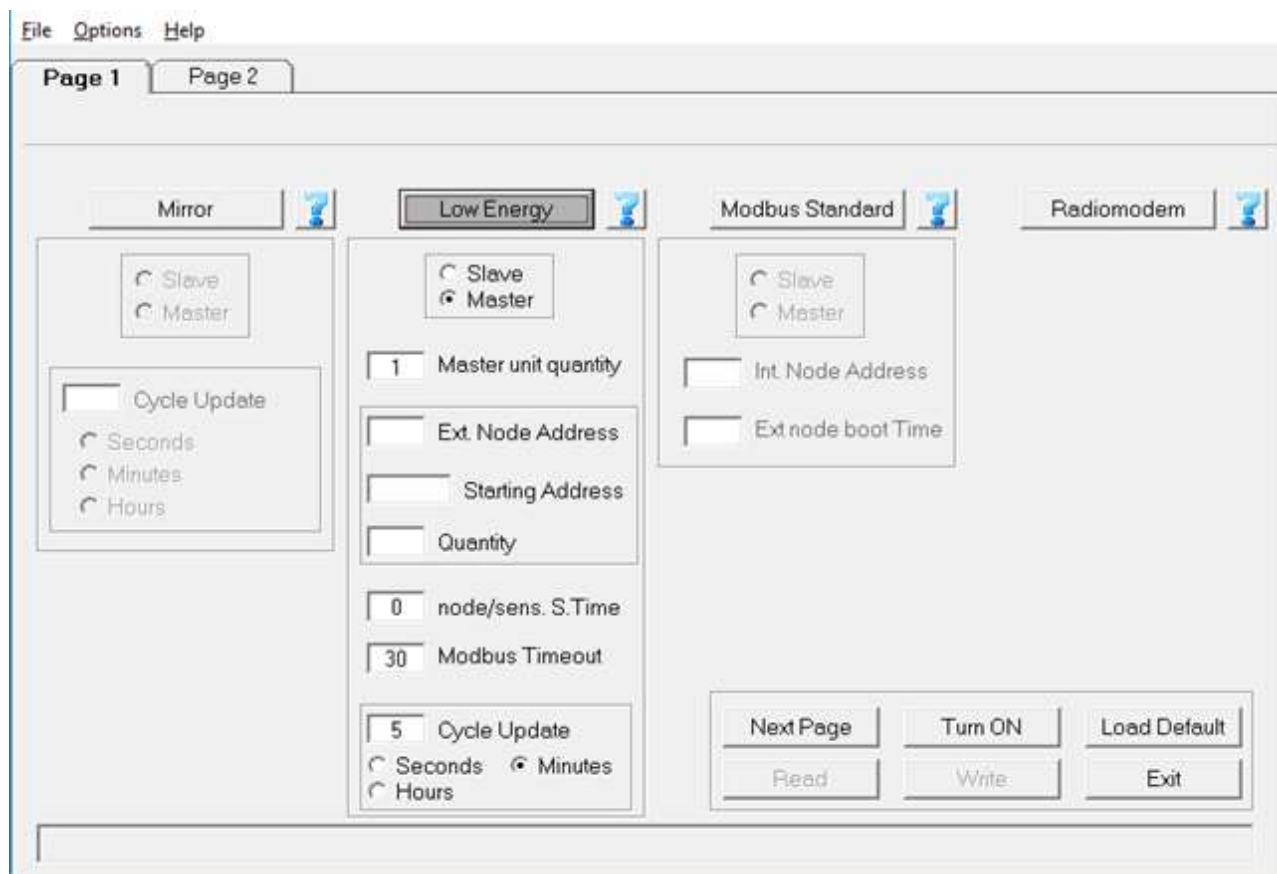 File Options Help
Page 1 Page 2
Mirror ? Low Energy ? Modbus Standard ? Radiomodem ?
Slave
Master
Cycle Update
Seconds
Minutes
Hours
Slave
Master
1 Master unit quantity
Ext. Node Address
Starting Address
Quantity
0 node/sens. S.Time
30 Modbus Timeout
5 Cycle Update
Seconds Minutes
Hours
Slave
Master
Int. Node Address
Ext node boot Time
Next Page Turn ON Load Default
Read Write Exit